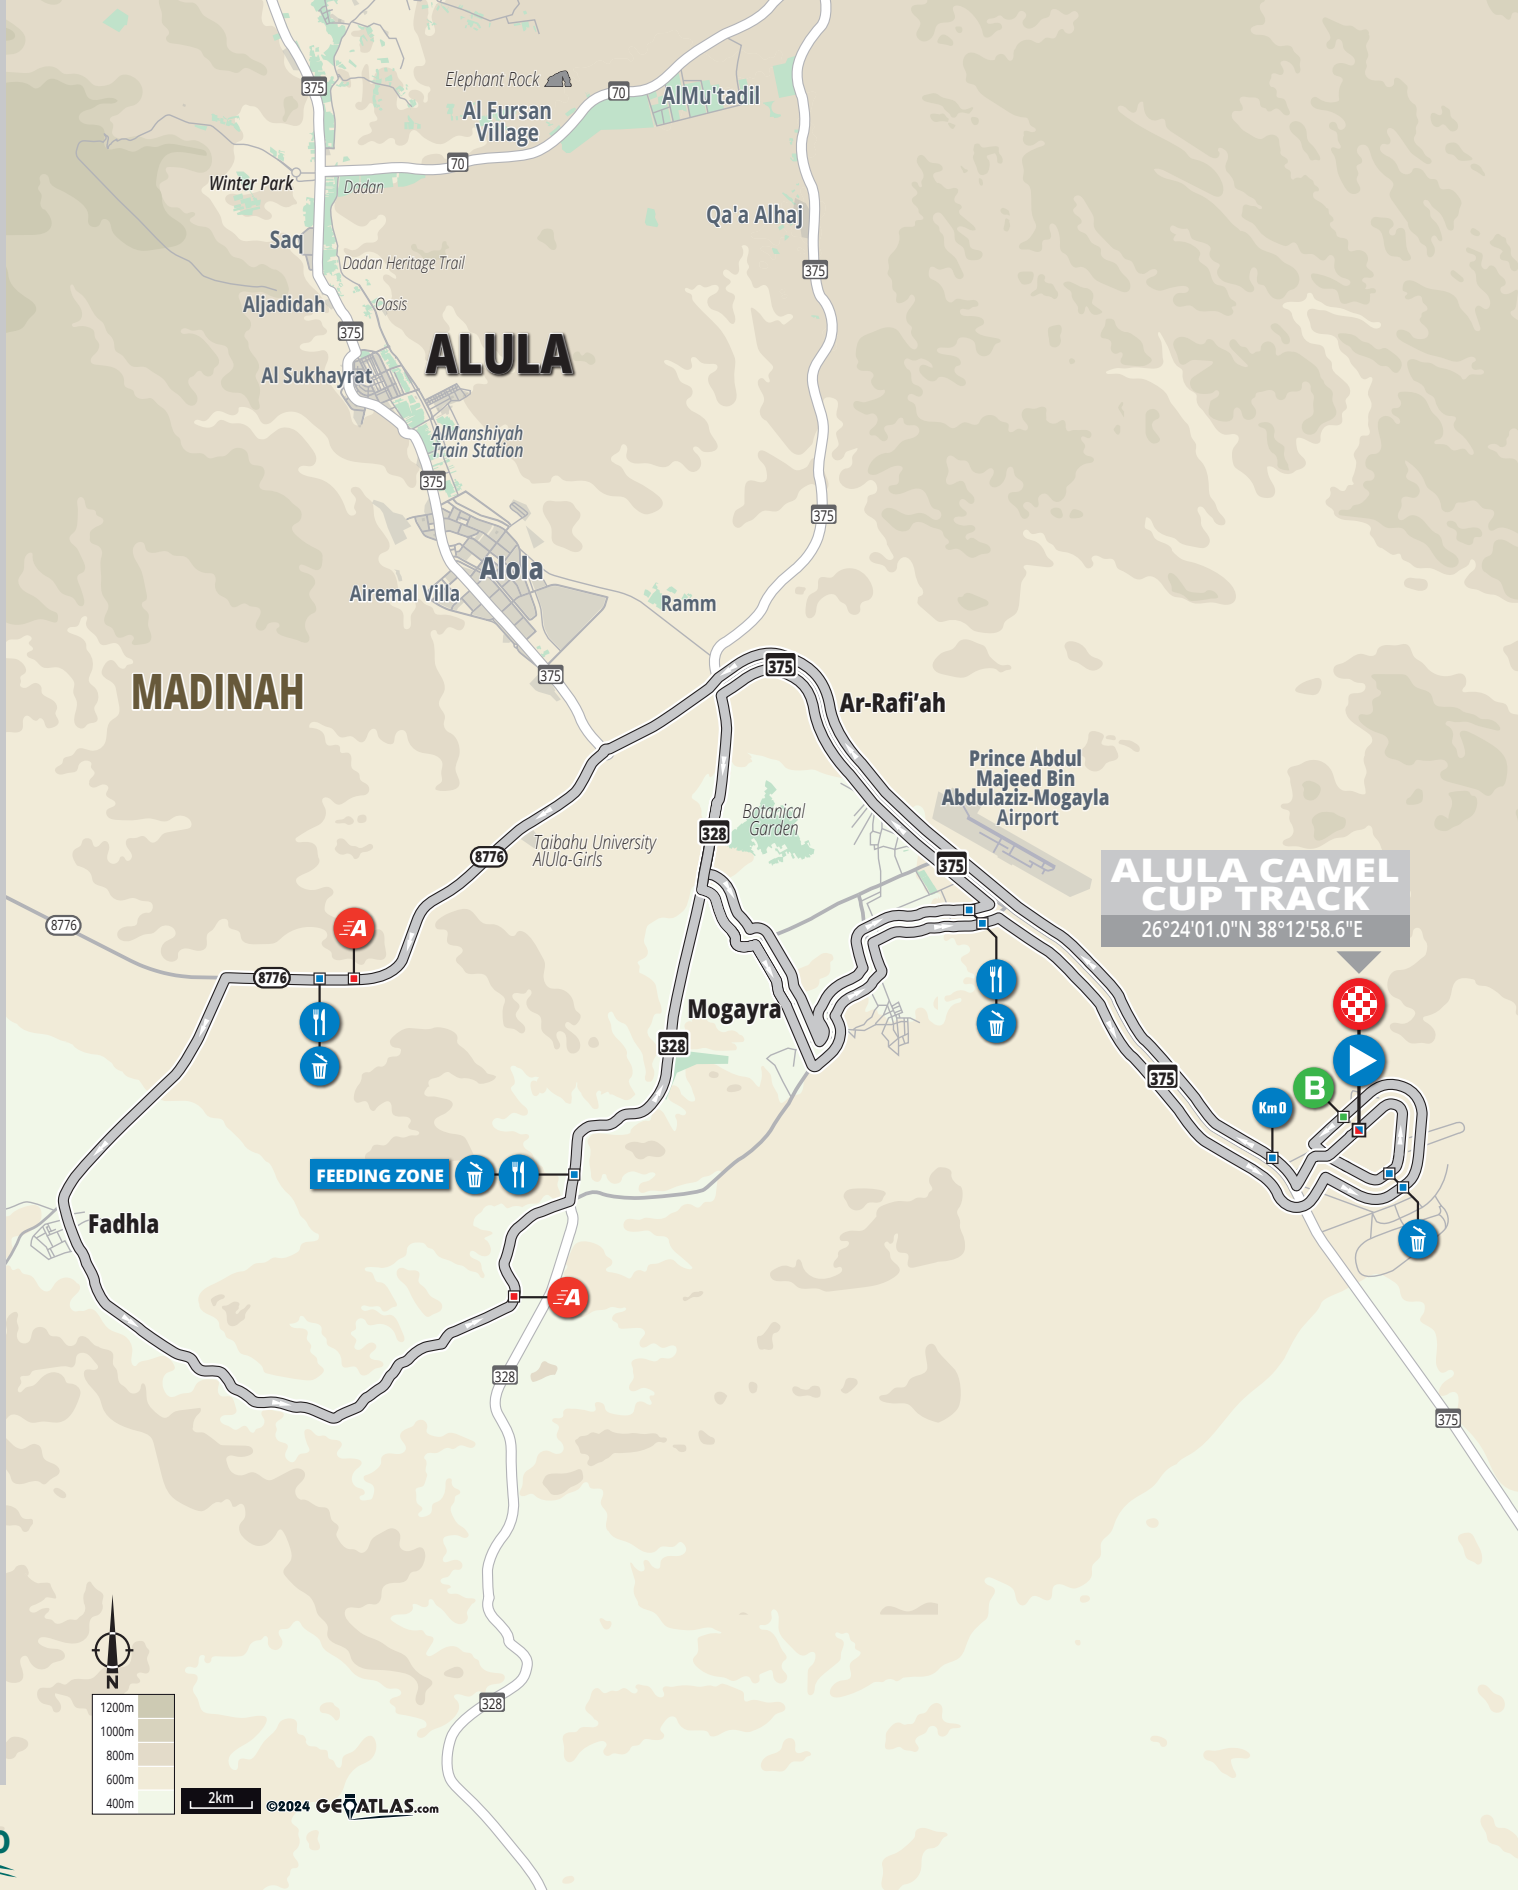 375
Elephant Rock
70
AlMu'tadil
Al Fursan
Village
70
Winter Park
Dadan
Qa'a Alhaj
Saq
Dadan Heritage Trail
375
Aljadidah
Oasis
375
ALULA
Al Sukhayrat
AlManshiyah
Train Station
375
375
Alola
Airemal Villa
Ramm
375
375
MADINAH
Ar-Rafi’ah
Prince Abdul
Majeed Bin
Abdulaziz-Mogayla
Airport
Botanical
Garden
328
Taibahu University
AlUla-Girls
8776
375
ALULA CAMEL
CUP TRACK
26°24'01.0"N 38°12'58.6"E
8776
A
8776
Mogayra
328
375
B
Km0
FEEDING ZONE
Fadhla
A
328
375
N
328
1200m
1000m
800m
600m
400m
2km
©2024 GEOATLAS.com